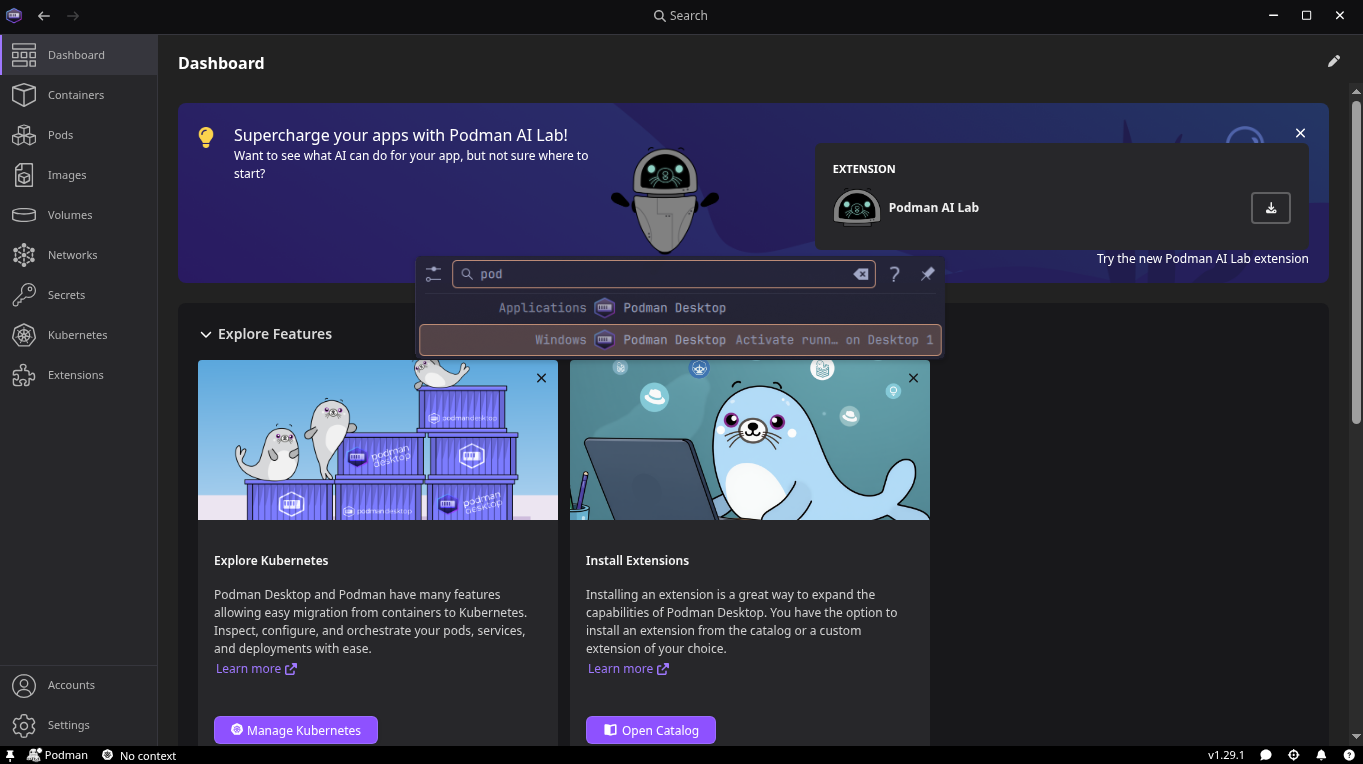 Search
Dashboard
Containers
Pods
Images
Volumes
Networks
Secrets
Kubernetes
Extensions
Accounts
Settings
Dashboard
Supercharge your apps with Podman AI Lab!
Want to see what AI can do for your app, but not sure where to
start?
EXTENSION
Podman AI Lab
Try the new Podman AI Lab extension
pod
?
Applications Podman Desktop
Windows Podman Desktop Activate runn… on Desktop 1
Explore Features
podmandesktop
podman
desktop
podmandesktop
podman
desktop
Explore Kubernetes
Podman Desktop and Podman have many features
allowing easy migration from containers to Kubernetes.
Inspect, configure, and orchestrate your pods, services,
and deployments with ease.
Learn more
Manage Kubernetes
Install Extensions
Installing an extension is a great way to expand the
capabilities of Podman Desktop. You have the option to
install an extension from the catalog or a custom
extension of your choice.
Learn more
Open Catalog
Podman
No context
v1.29.1